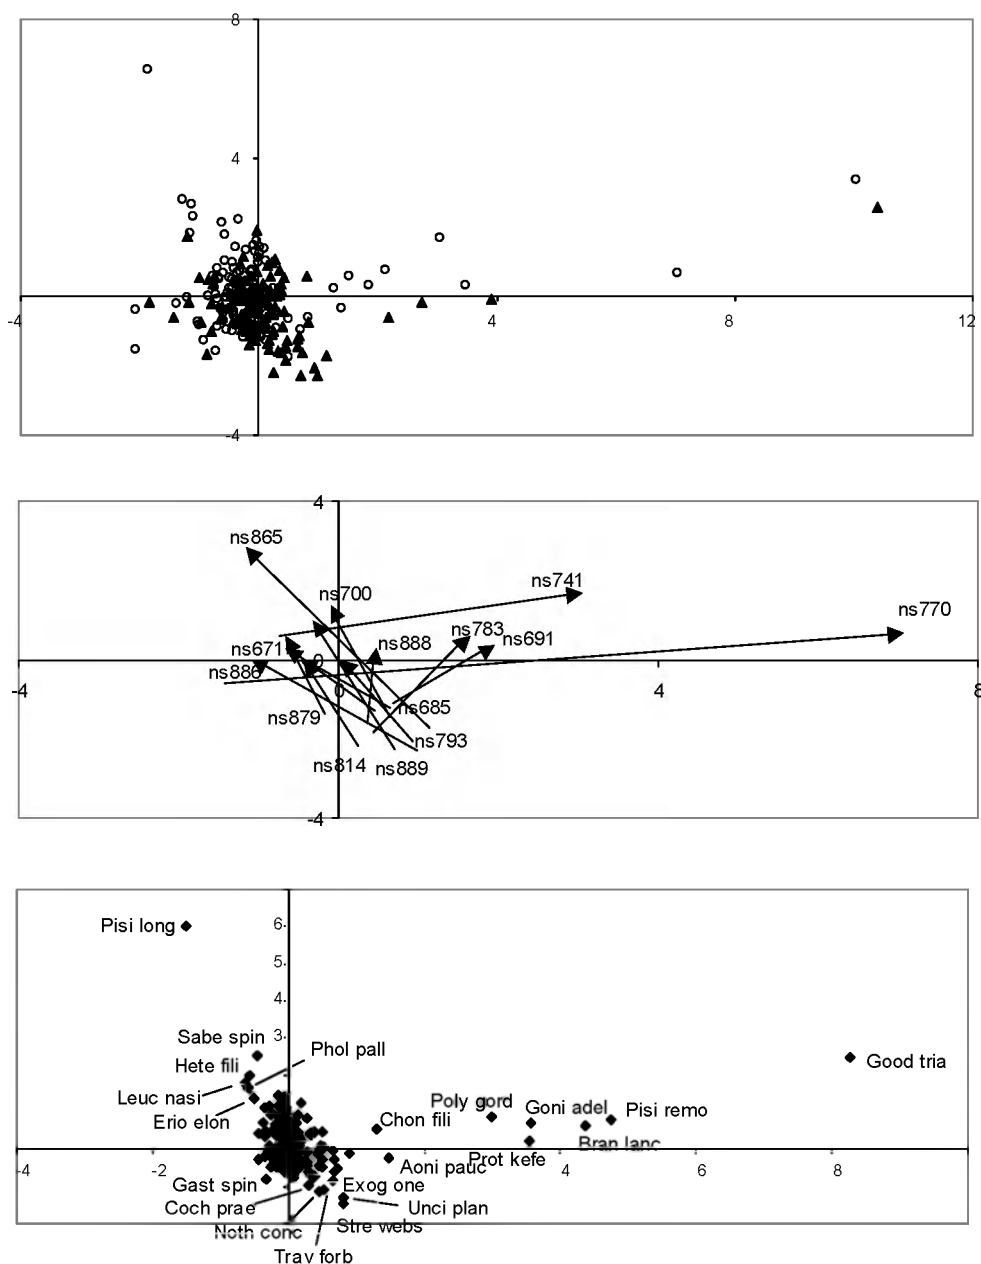 8
4
-4 4 8 12
-4
4
ns865
ns741
ns700
ns770
ns783
ns691
ns888
ns671
0
ns886
-4 0 4 8
ns685
ns879
ns793
ns814
ns889
-4
Pisi long
6
5
4
3
Sabe spin
Phol pall
Hete fili
Good tria
Leuc nasi
Poly gord
Goni adel
Pisi remo
Erio elon
Chon fili
Bran lanc
Prot kefe
Aoni pauc
-4 -2 4 6 8
Gast spin
Exog one
Coch prae
Unci plan
Noth conc
Stre webs
Trav forb